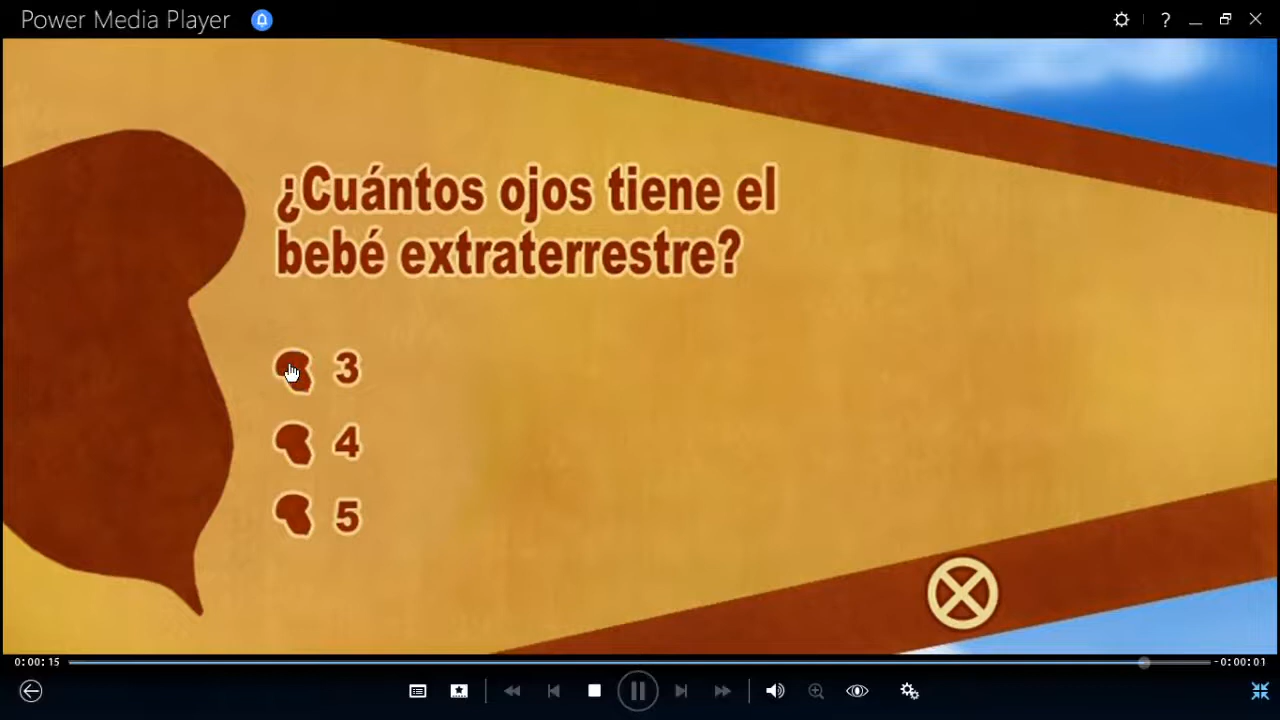 Power Media Player
¿Cuántos ojos tiene el
bebé extraterrestre?
3
4
5
0:00:15
-0:00:01